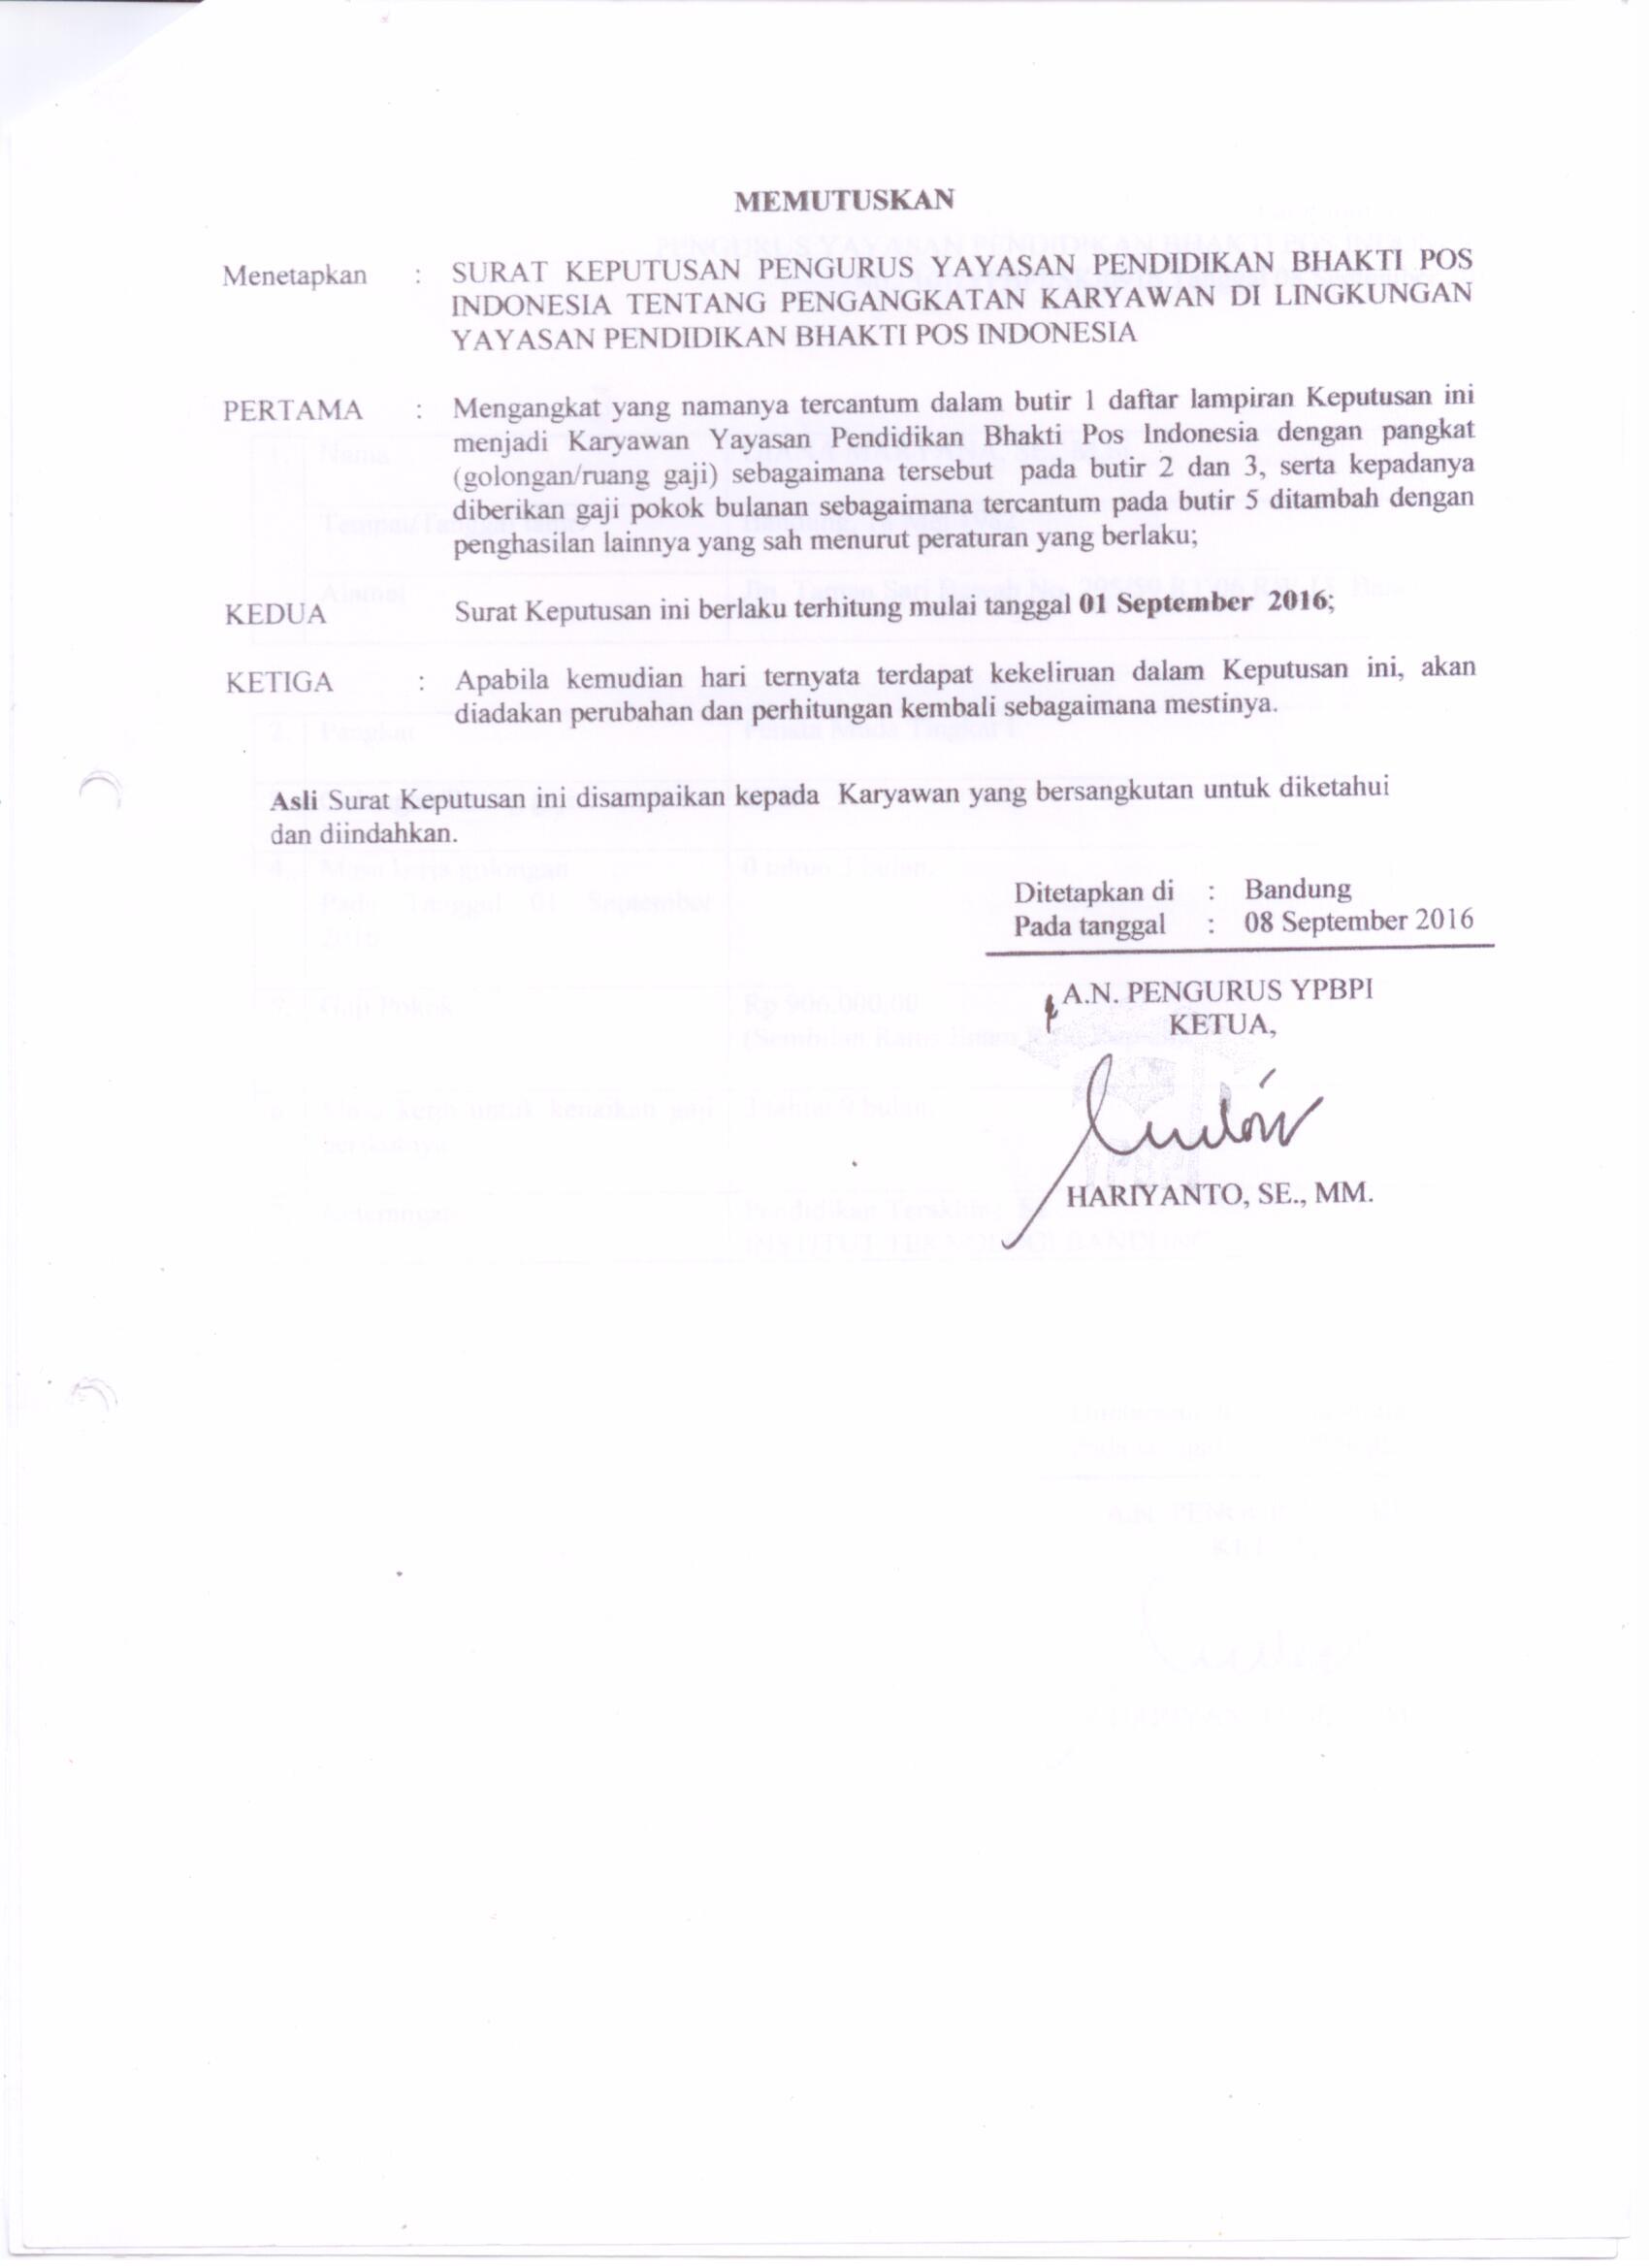 MEMUTUSKAN
Menetapkan : SURAT KEPUTUSAN PENGURUS YAYASAN PENDIDIKAN BHAKTI POS
INDONESIA TENTANG PENGANGKATAN KARYAWAN DI LINGKUNGAN
YAYASAN PENDIDIKAN BHAKTI POS INDONESIA
PERTAMA : Mengangkat yang namanya tercantum dalam butir 1 daftar lampiran Keputusan ini
menjadi Karyawan Yayasan Pendidikan Bhakti Pos Indonesia dengan pangkat
(golongan/ruang gaji) sebagaimana tersebut pada butir 2 dan 3, serta kepadanya
diberikan gaji pokok bulanan sebagaimana tercantum pada butir 5 ditambah dengan
penghasilan lainnya yang sah menurut peraturan yang berlaku;
KEDUA Surat Keputusan ini berlaku terhitung mulai tanggal 01 September 2016;
KETIGA : Apabila kemudian hari ternyata terdapat kekeliruan dalam Keputusan ini, akan
diadakan perubahan dan perhitungan kembali sebagaimana mestinya.
Asli Surat Keputusan ini disampaikan kepada Karyawan yang bersangkutan untuk diketahui
dan diindahkan.
Ditetapkan di : Bandung
Pada tanggal : 08 September 2016
A.N. PENGURUS YPBPI
KETUA,
HARIYANTO, SE., MM.